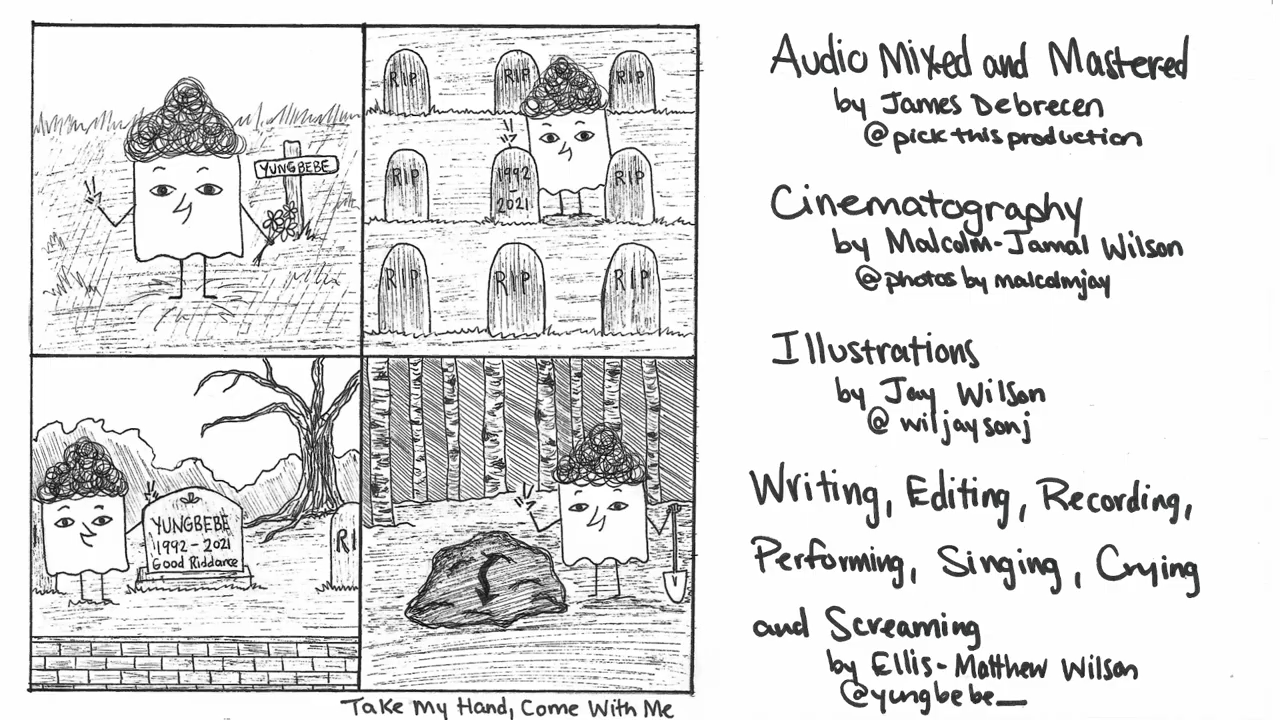 YUNGBEBE
RIP
RIP
RIP
RIP
1992
-
2021
RIP
RIP
RIP
RIP
YUNGBEBE
1992-2021
Good Riddance
RI
Take My Hand, Come With Me
Audio Mixed and Mastered
by James Debrecen
@pick this production
Cinematography
by Malcolm-Jamal Wilson
@photos by malcolmjay
Illustrations
by Jay Wilson
@wiljaysonj
Writing, Editing, Recording,
Performing, Singing, Crying
and Screaming
by Ellis-Matthew Wilson
@yungbebe_